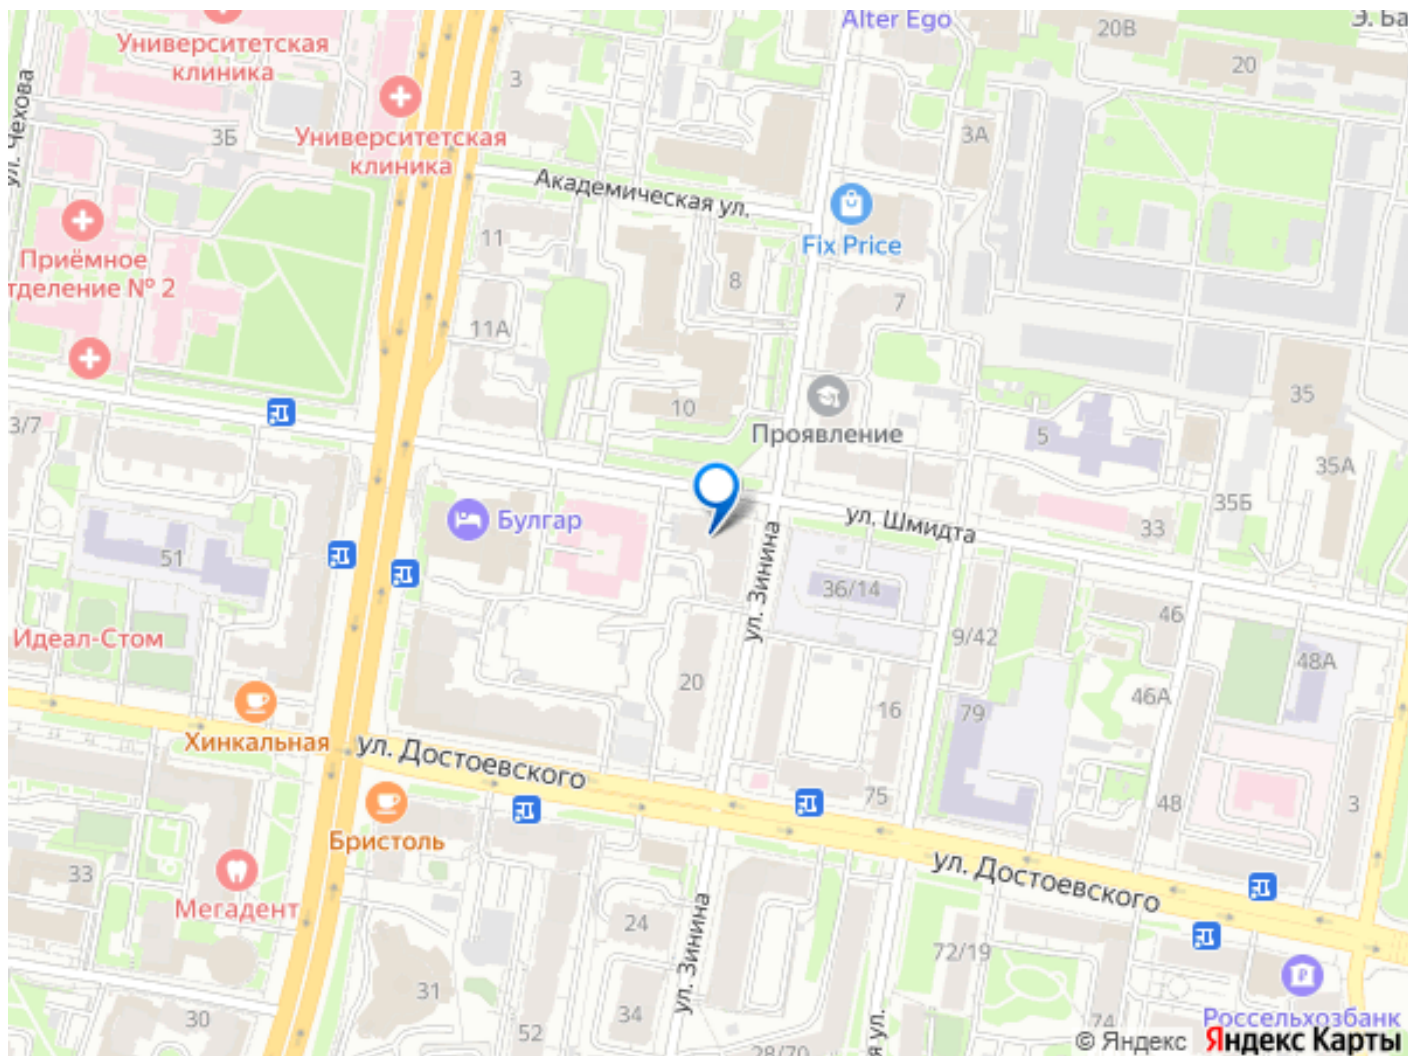 Alter Ego
20В
Э. Ба
Университетская
клиника
3
20
ул. Чехова
3Б
Университетская
клиника
3А
Академическая ул.
11
Fix Price
Приёмное
тделение № 2
8
7
11А
35
3/7
10
Проявление
5
35А
35Б
Булгар
ул. Шмидта
33
51
ул. Зинина
36/14
46
Идеал-Стом
9/42
48А
20
46А
16
79
Хинкальная
ул. Достоевского
75
48
3
Бристоль
33
ул. Достоевского
Мегадент
24
ул. Зинина
72/19
31
34
30
52
Россельхозбанк
74
я ул.
28/70
© Яндекс Яндекс Карты